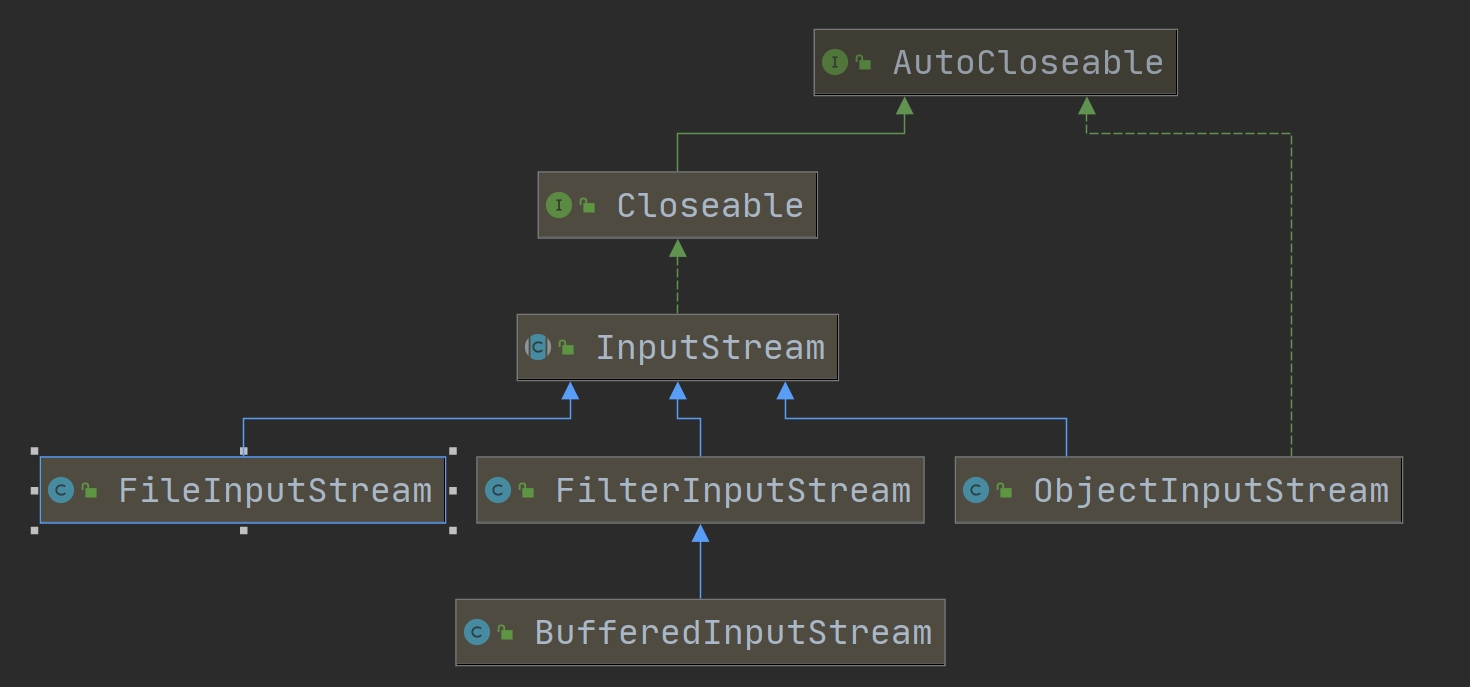 I AutoCloseable
I Closeable
C InputStream
C FileInputStream
C FilterInputStream
C ObjectInputStream
C BufferedInputStream